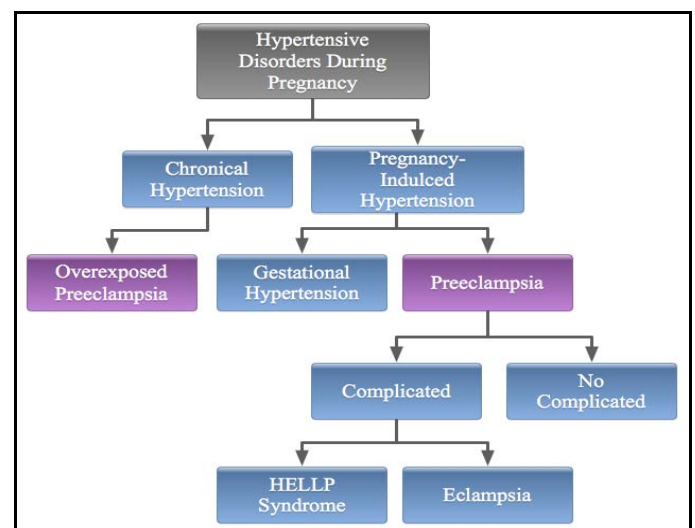 Hypertensive
Disorders During
Pregnancy
Chronical
Hypertension
Pregnancy-
Indulced
Hypertension
Overexposed
Preeclampsia
Gestational
Hypertension
Preeclampsia
Complicated
No
Complicated
HELLP
Syndrome
Eclampsia